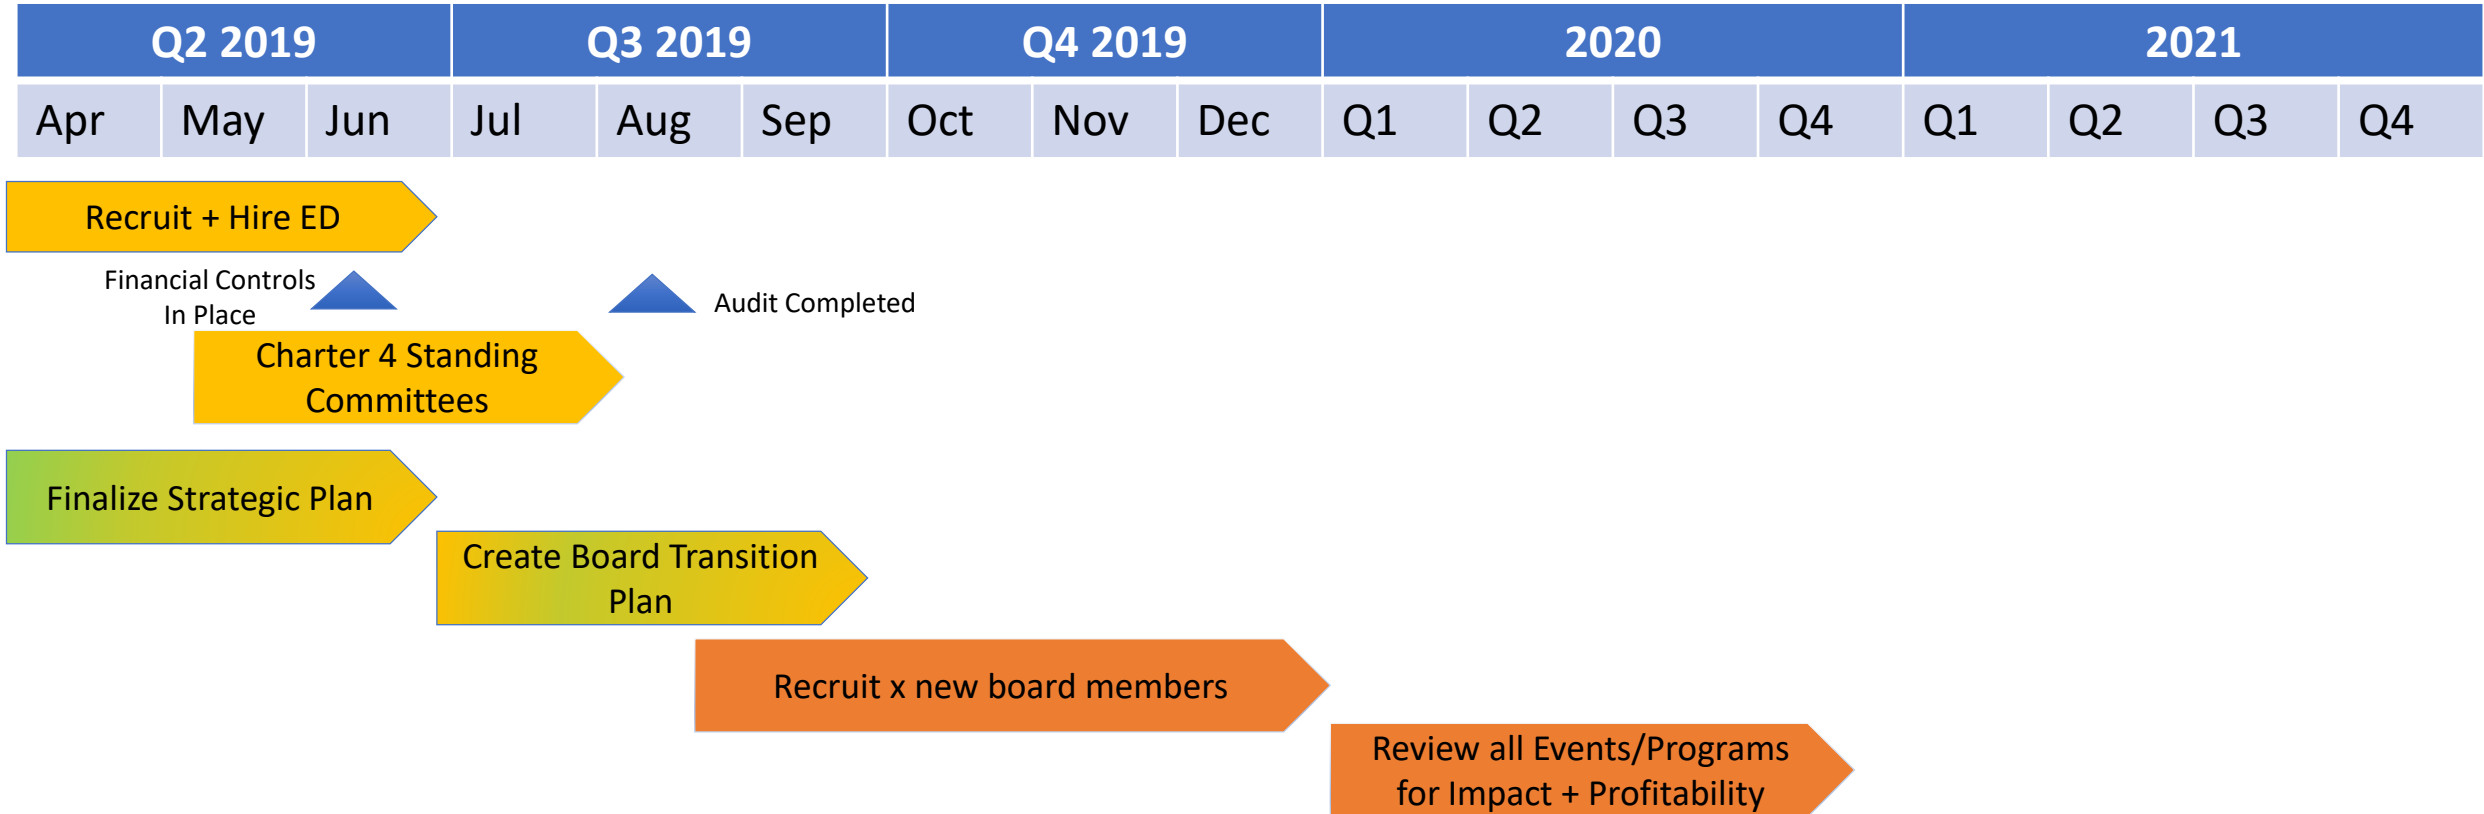 Q2 2019 Q3 2019 Q4 2019 2020 2021
Apr May Jun Jul Aug Sep Oct Nov Dec Q1 Q2 Q3 Q4 Q1 Q2 Q3 Q4
Recruit + Hire ED
Financial Controls
In Place
Audit Completed
Charter 4 Standing
Committees
Finalize Strategic Plan
Create Board Transition
Plan
Recruit x new board members
Review all Events/Programs
for Impact + Profitability